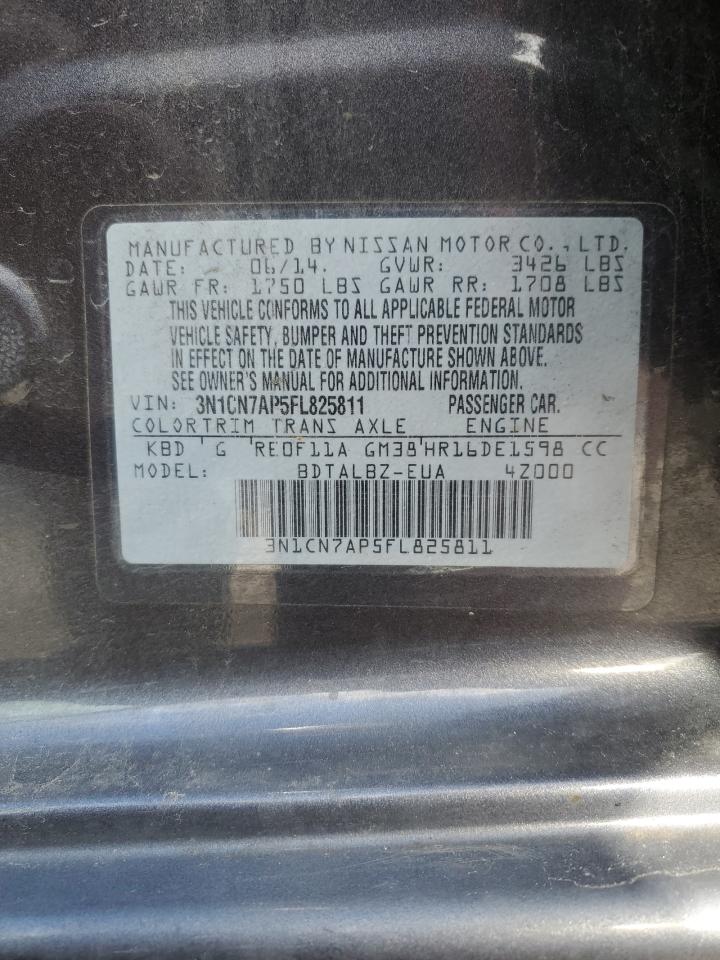 MANUFACTURED BY NISSAN MOTOR CO., LTD.
DATE: 06/14. GVWR: 3426 LBS
GAWR FR: 1750 LBS GAWR RR: 1708 LBS
THIS VEHICLE CONFORMS TO ALL APPLICABLE FEDERAL MOTOR
VEHICLE SAFETY, BUMPER AND THEFT PREVENTION STANDARDS
IN EFFECT ON THE DATE OF MANUFACTURE SHOWN ABOVE.
SEE OWNER'S MANUAL FOR ADDITIONAL INFORMATION.
VIN: 3N1CN7AP5FL825811 PASSENGER CAR.
COLOR TRIM TRANS AXLE ENGINE
KBD G RE0F11A GM38 HR16DE1598 CC
MODEL: BDTALBZ-EUA 4Z000
3N1CN7AP5FL825811